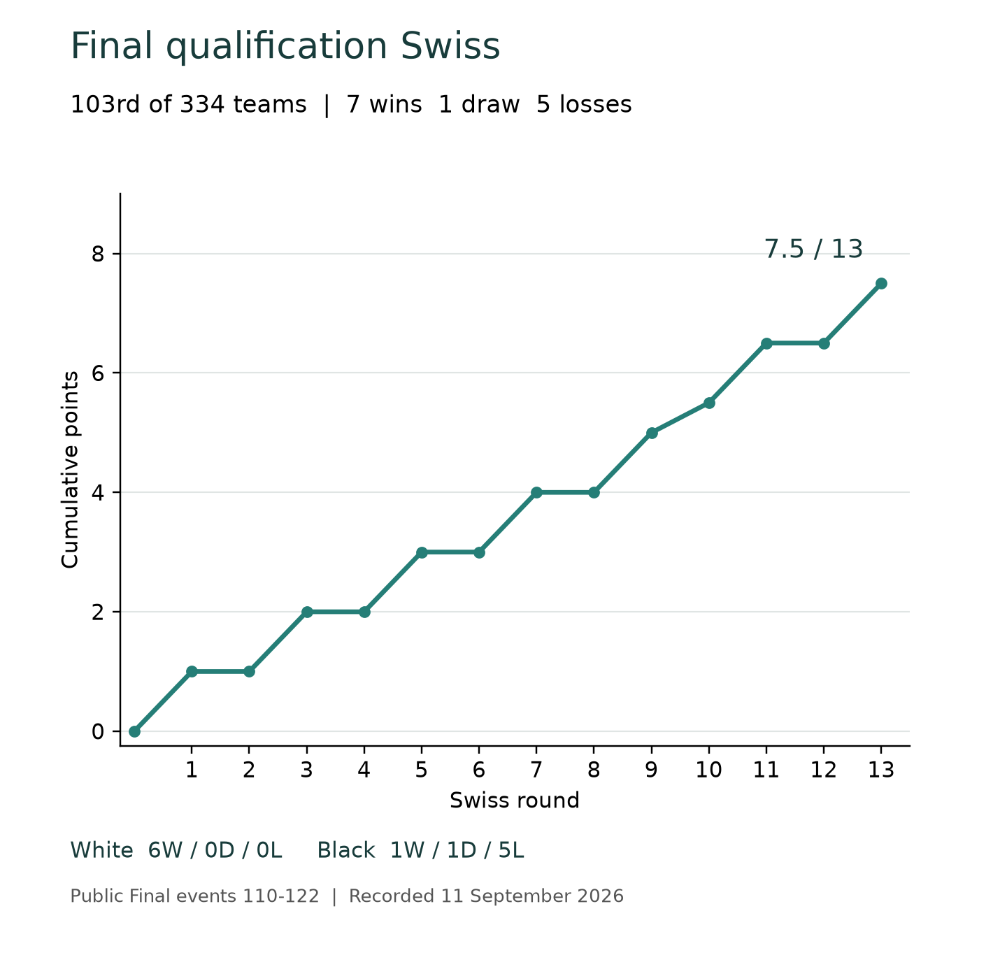 Final qualification Swiss
103rd of 334 teams | 7 wins 1 draw 5 losses
7.5 / 13
8
6
4
2
0
Cumulative points
1 2 3 4 5 6 7 8 9 10 11 12 13
Swiss round
White 6W / 0D / 0L Black 1W / 1D / 5L
Public Final events 110-122 | Recorded 11 September 2026